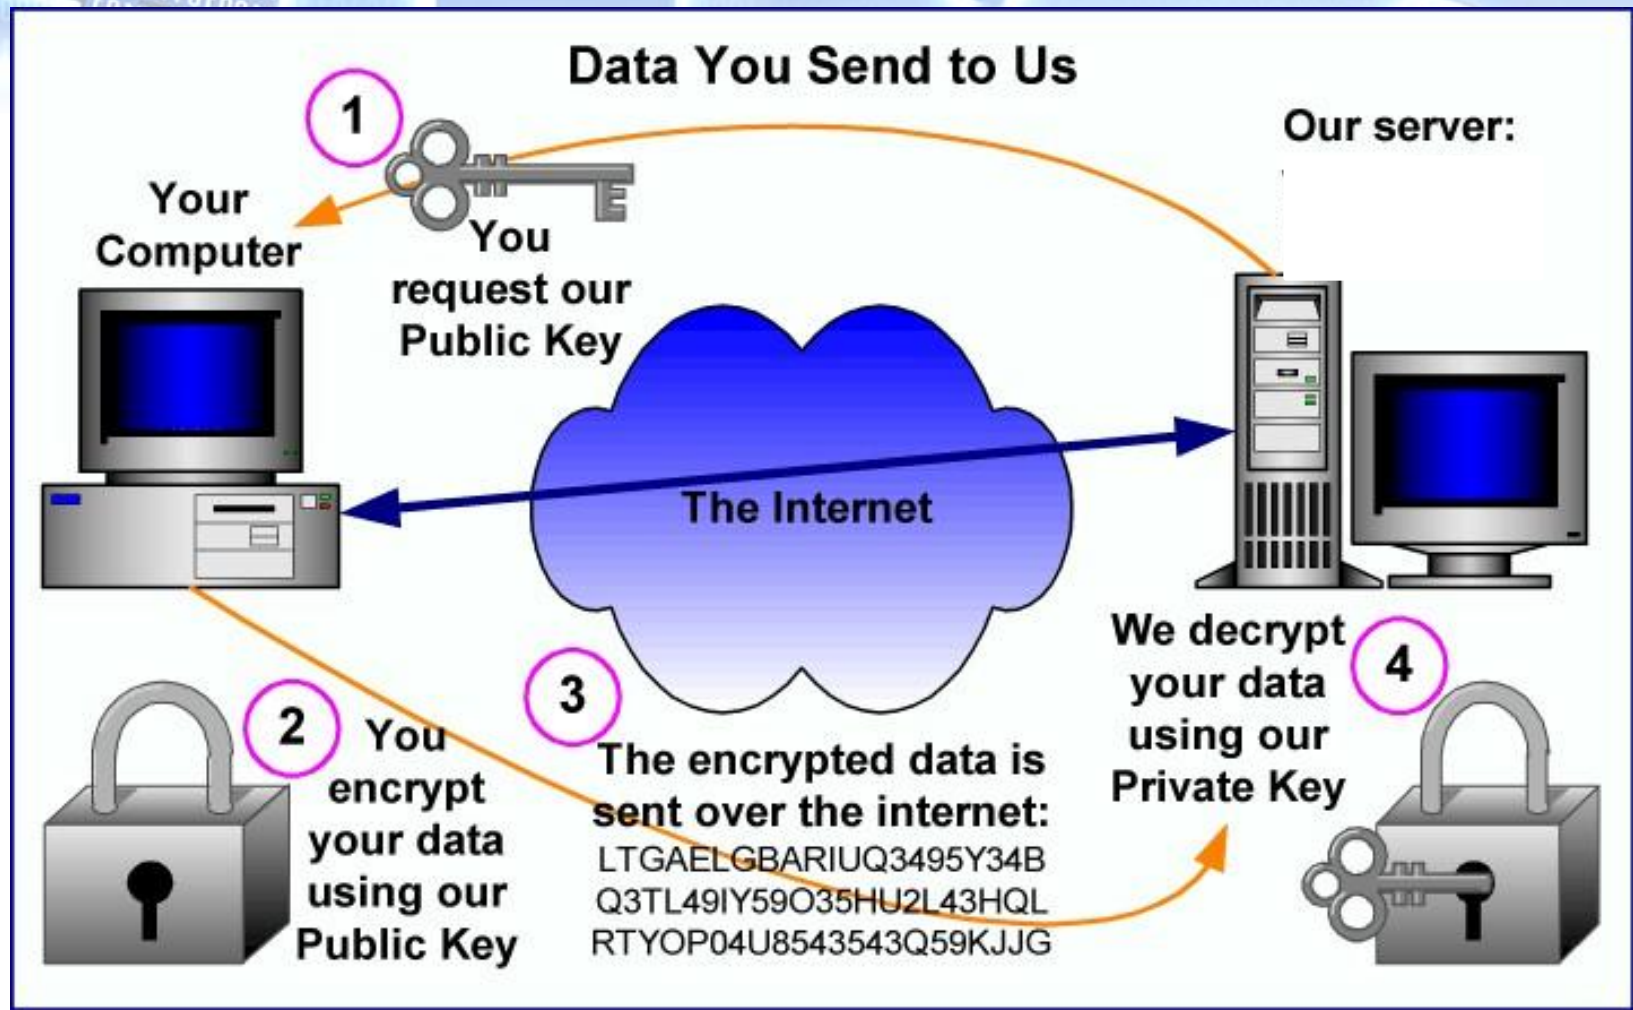 Data You Send to Us
1
Your
Computer
You
request our
Public Key
Our server:
The Internet
2
You
encrypt
your data
using our
Public Key
3
The encrypted data is
sent over the internet:
LTGAELGBARIUQ3495Y34B
Q3TL49IY59O35HU2L43HQL
RTYOP04U8543543Q59KJJG
We decrypt
your data
using our
Private Key
4